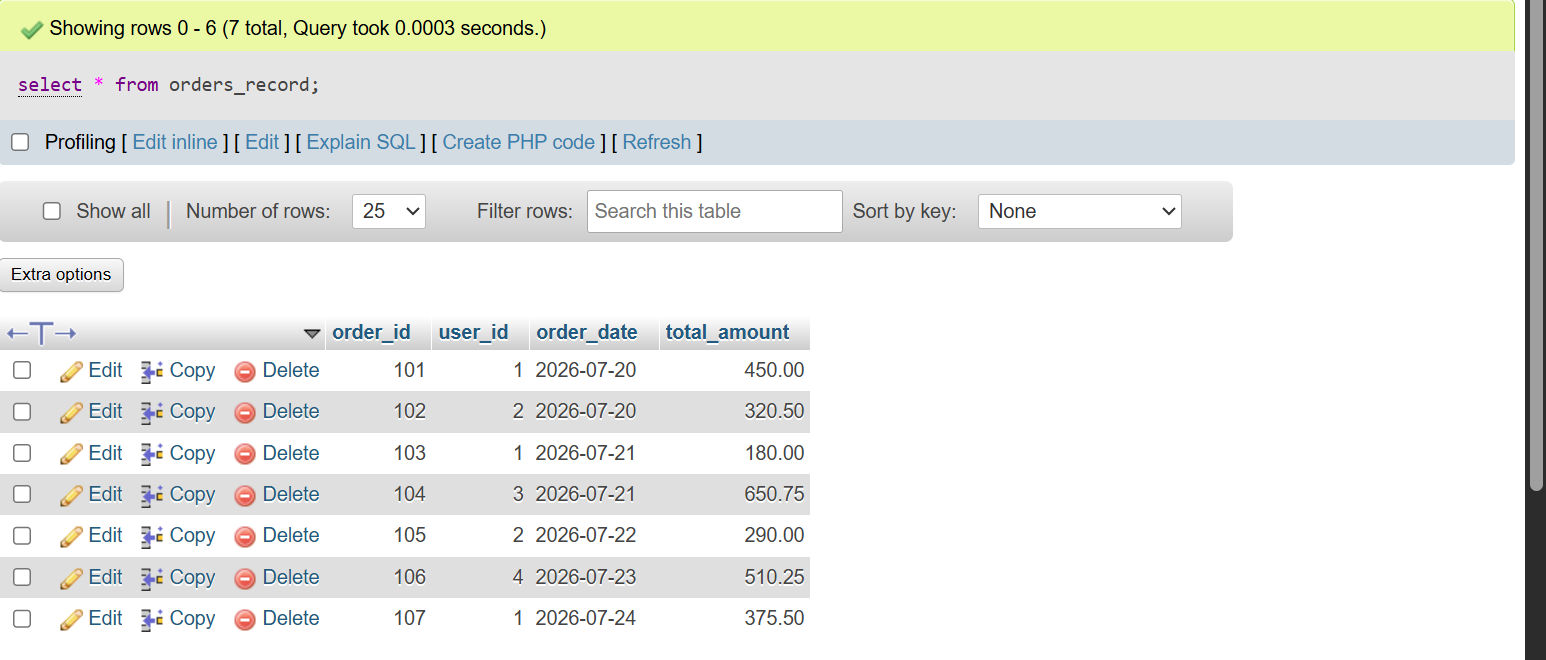 Showing rows 0 - 6 (7 total, Query took 0.0003 seconds.)
select * from orders_record;
Profiling [ Edit inline ] [ Edit ] [ Explain SQL ] [ Create PHP code ] [ Refresh ]
Show all Number of rows: 25 Filter rows: Search this table Sort by key: None
Extra options
order_id user_id order_date total_amount
Edit Copy Delete 101 1 2026-07-20 450.00
Edit Copy Delete 102 2 2026-07-20 320.50
Edit Copy Delete 103 1 2026-07-21 180.00
Edit Copy Delete 104 3 2026-07-21 650.75
Edit Copy Delete 105 2 2026-07-22 290.00
Edit Copy Delete 106 4 2026-07-23 510.25
Edit Copy Delete 107 1 2026-07-24 375.50